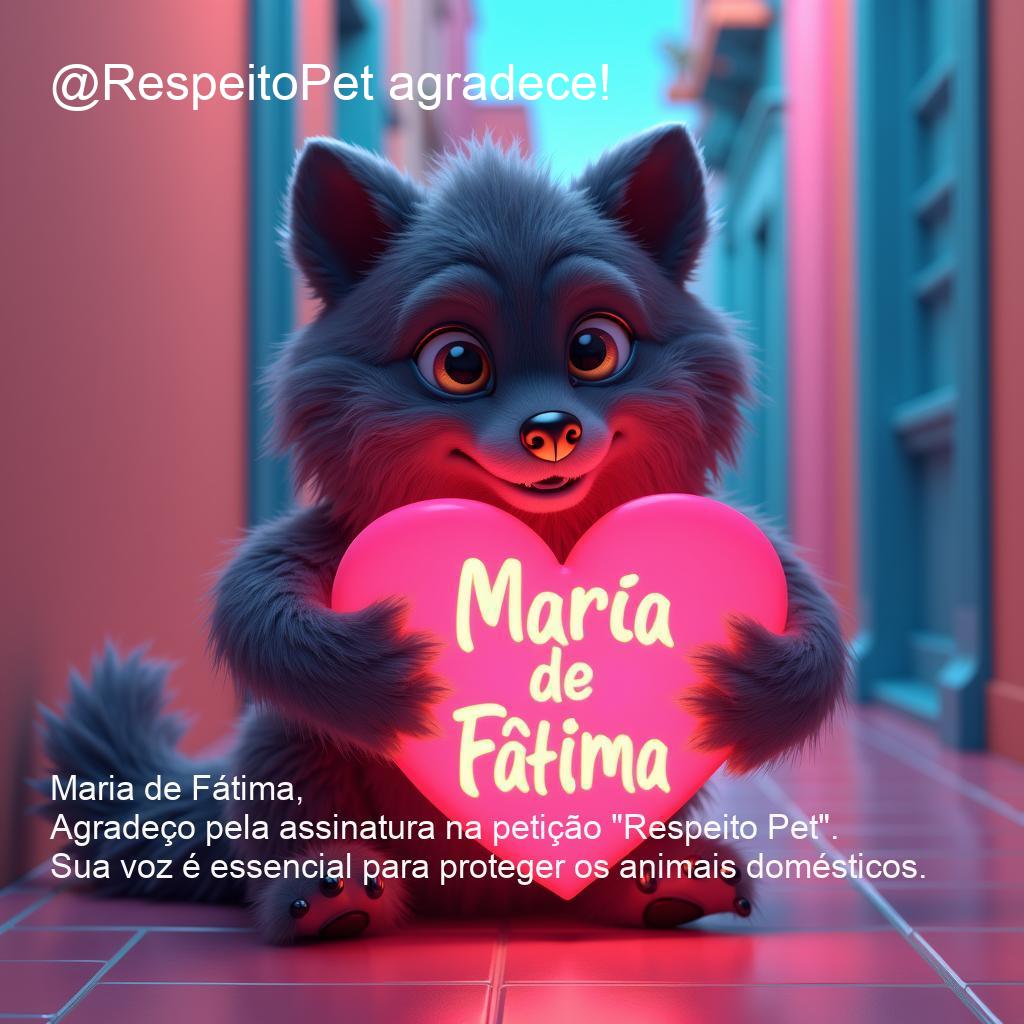 @RespeitoPet agradece!
María
de
Fâtima
Maria de Fátima,
Agradeço pela assinatura na petição "Respeito Pet".
Sua voz é essencial para proteger os animais domésticos.